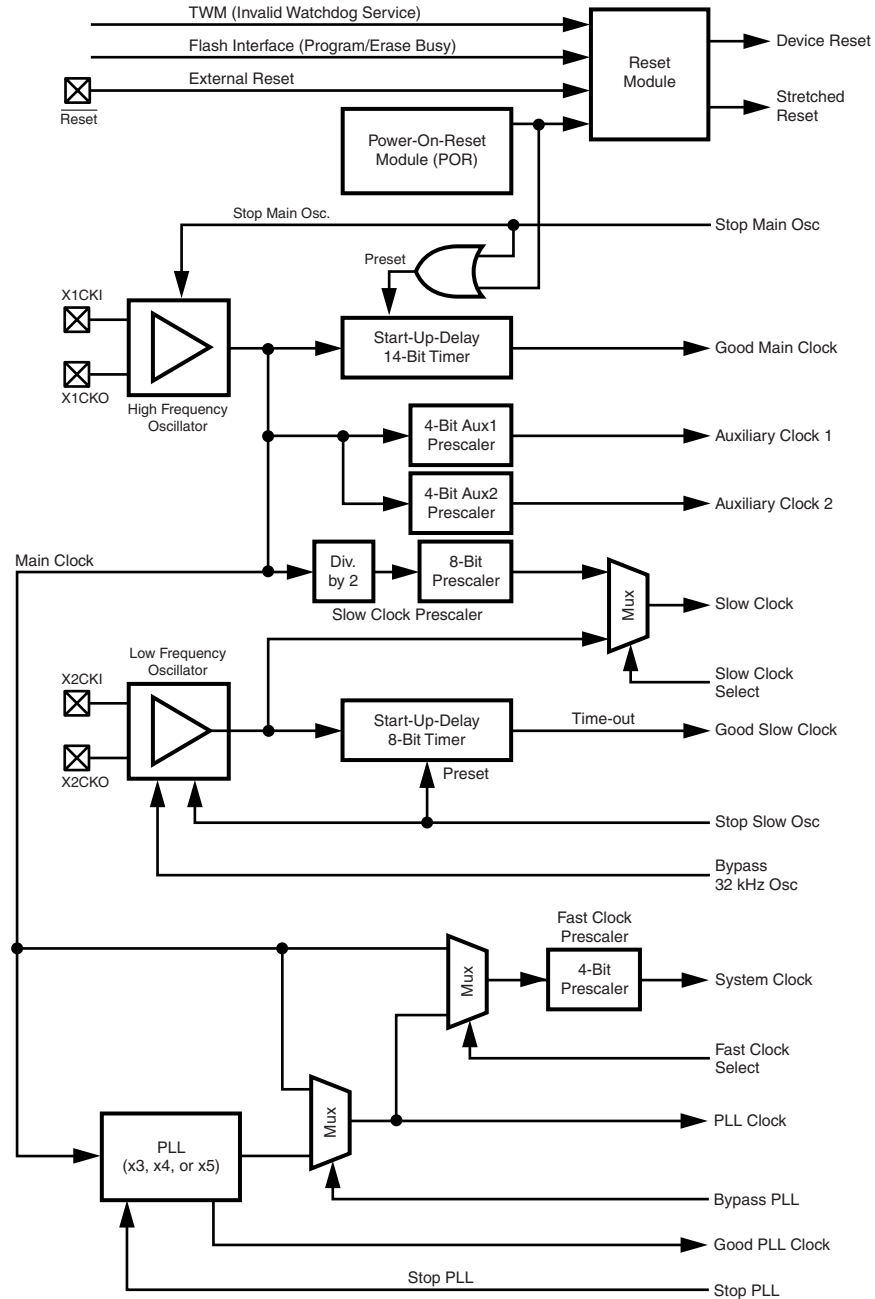 TWM (Invalid Watchdog Service)
Flash Interface (Program/Erase Busy)
External Reset
Reset
Reset
Module
Device Reset
Stretched
Reset
Power-On-Reset
Module (POR)
Stop Main Osc.
Stop Main Osc
Preset
X1CKI
X1CKO
High Frequency
Oscillator
Start-Up-Delay
14-Bit Timer
Good Main Clock
4-Bit Aux1
Prescaler
Auxiliary Clock 1
4-Bit Aux2
Prescaler
Auxiliary Clock 2
Main Clock
Div.
by 2
8-Bit
Prescaler
Slow Clock Prescaler
Mux
Slow Clock
Slow Clock
Select
Low Frequency
Oscillator
X2CKI
X2CKO
Start-Up-Delay
8-Bit Timer
Time-out
Good Slow Clock
Preset
Stop Slow Osc
Bypass
32 kHz Osc
Fast Clock
Prescaler
Mux
4-Bit
Prescaler
System Clock
Fast Clock
Select
Mux
PLL Clock
PLL
(x3, x4, or x5)
Bypass PLL
Good PLL Clock
Stop PLL
Stop PLL